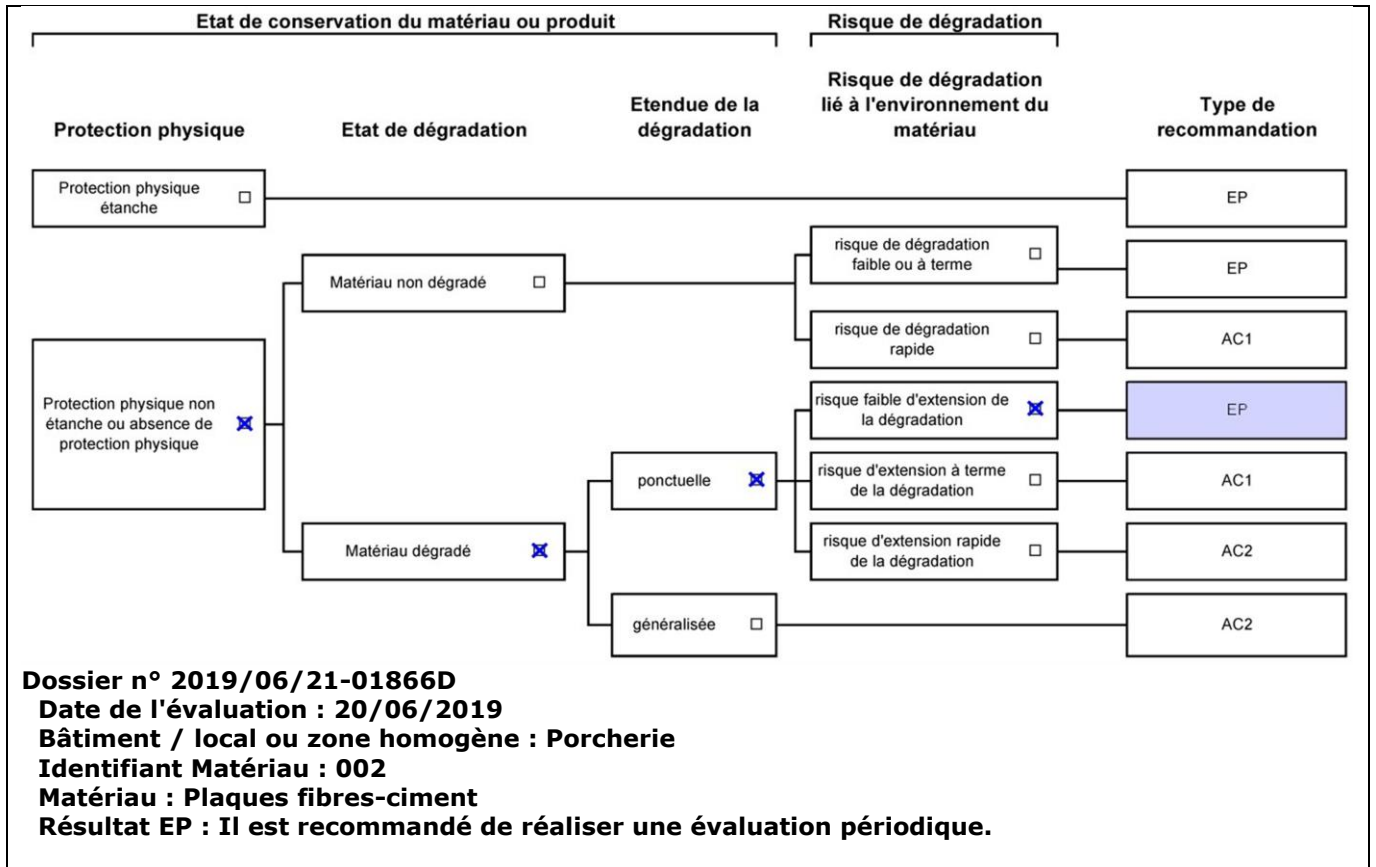 Etat de conservation du matériau ou produit
Risque de dégradation
Protection physique
Etat de dégradation
Etendue de la
dégradation
Risque de dégradation
lié à l'environnement du
matériau
Type de
recommandation
Protection physique
étanche
EP
risque de dégradation
faible ou à terme
EP
Matériau non dégradé
risque de dégradation
rapide
AC1
Protection physique non
étanche ou absence de
protection physique
risque faible d'extension de
la dégradation
EP
ponctuelle
risque d'extension à terme
de la dégradation
AC1
Matériau dégradé
risque d'extension rapide
de la dégradation
AC2
généralisée
AC2
Dossier n° 2019/06/21-01866D
Date de l'évaluation : 20/06/2019
Bâtiment / local ou zone homogène : Porcherie
Identifiant Matériau : 002
Matériau : Plaques fibres-ciment
Résultat EP : Il est recommandé de réaliser une évaluation périodique.